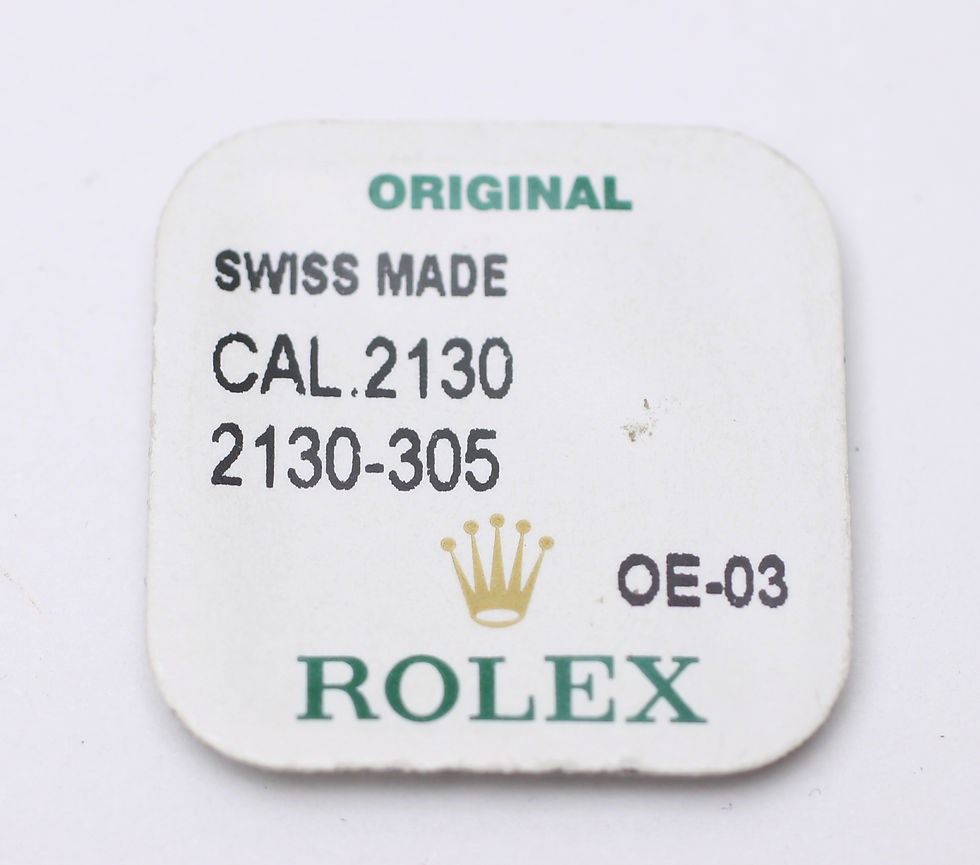 ORIGINAL
SWISS MADE
CAL.2130
2130-305
OE-03
ROLEX